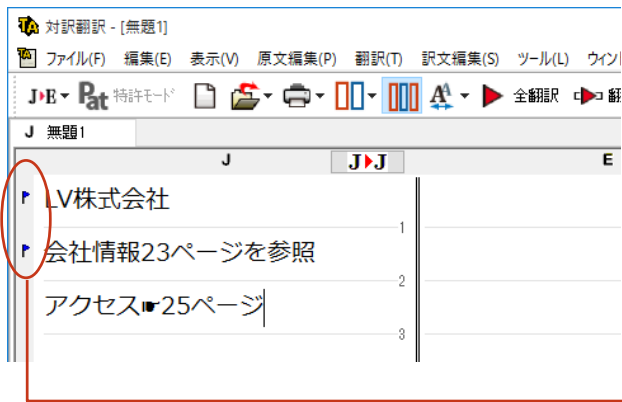 対訳翻訳 - [無題1]
ファイル(F) 編集(E) 表示(V) 原文編集(P) 翻訳(T) 訳文編集(S) ツール(L) ウィン
J E Pat 特許モード 全翻訳 翻
J 無題1
J J J E
LV株式会社
1
会社情報23ページを参照
2
アクセス☛25ページ
3